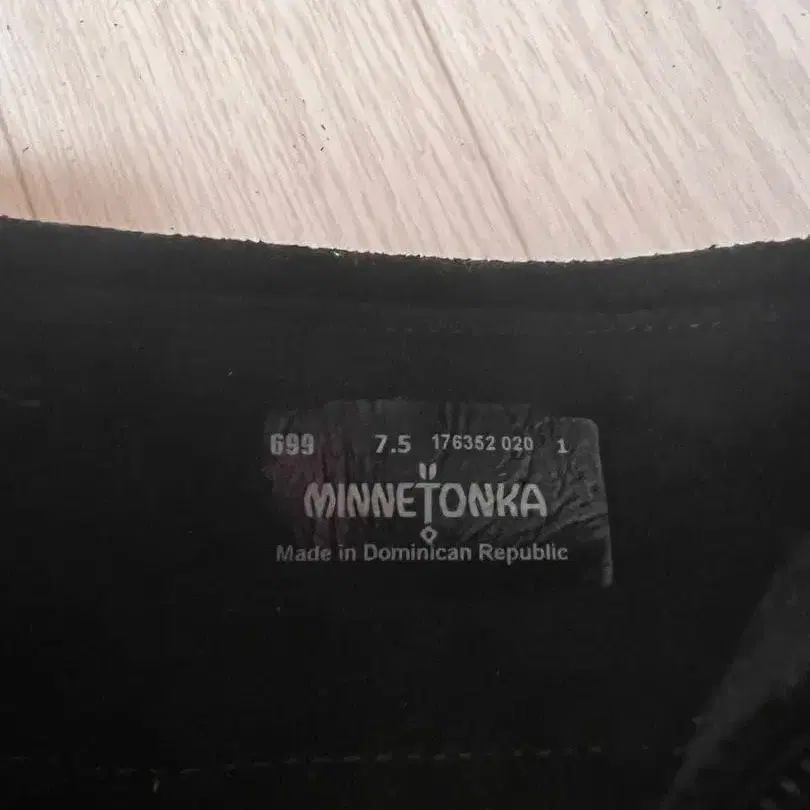 699 7.5 176352 020 1
MINNETONKA
Made in Dominican Republic